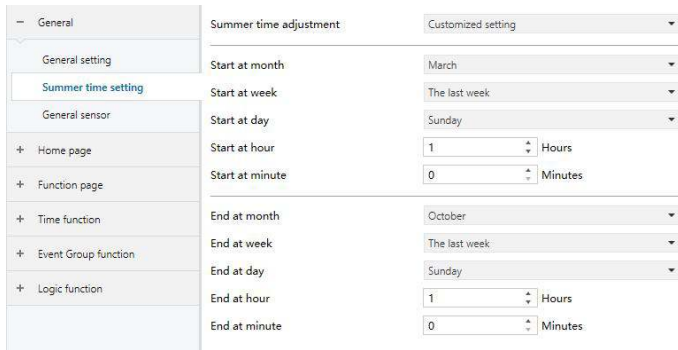 − General
General setting
Summer time setting
General sensor
+ Home page
+ Function page
+ Time function
+ Event Group function
+ Logic function
Summer time adjustment Customized setting
Start at month March
Start at week The last week
Start at day Sunday
Start at hour 1 Hours
Start at minute 0 Minutes
End at month October
End at week The last week
End at day Sunday
End at hour 1 Hours
End at minute 0 Minutes